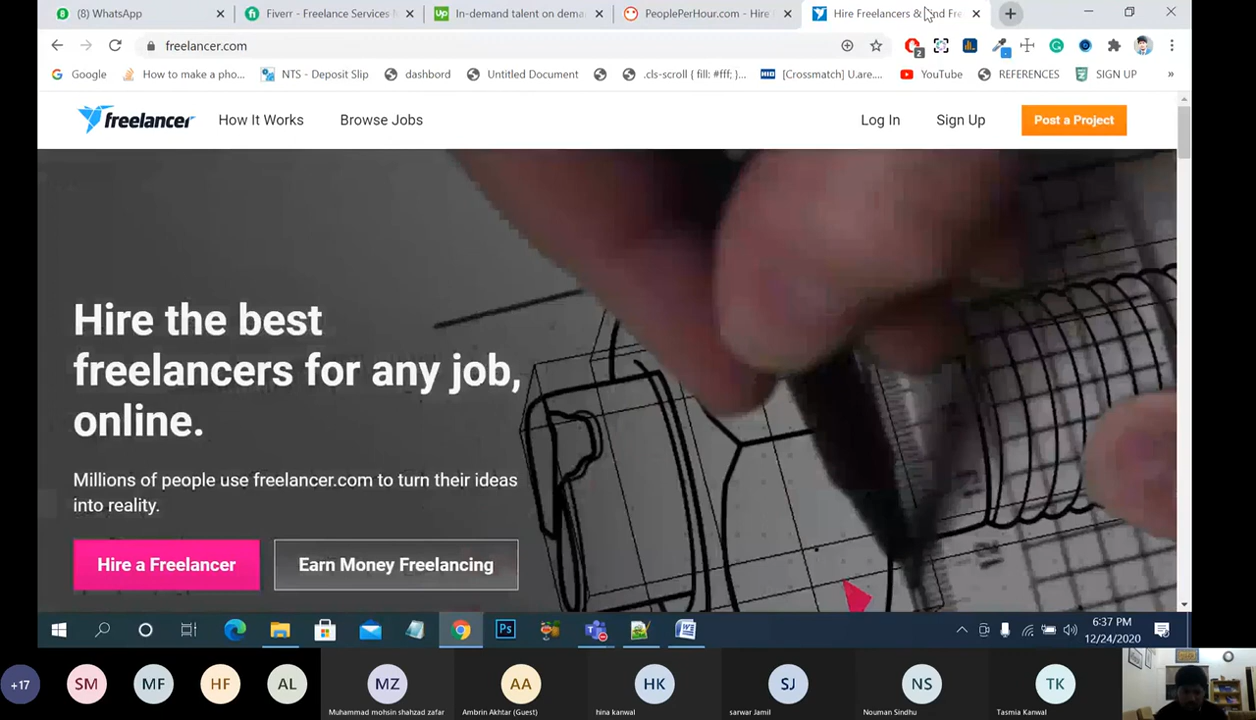 (8) WhatsApp
Fiverr - Freelance Services
In-demand talent on dema
PeoplePerHour.com - Hire
Hire Freelancers &
freelancer.com
2
Google
How to make a pho...
NTS - Deposit Slip
dashbord
Untitled Document
.cls-scroll { fill: #fff; }...
HID
[Crossmatch] U.are....
YouTube
REFERENCES
SIGN UP
»
freelancer
How It Works
Browse Jobs
Log In
Sign Up
Post a Project
Hire the best
freelancers for any job,
online.
Millions of people use freelancer.com to turn their ideas
into reality.
Hire a Freelancer
Earn Money Freelancing
Ps
6:37 PM
12/24/2020
+17
SM
MF
HF
AL
MZ
Muhammad mohsin shahzad zafar
AA
Ambrin Akhtar (Guest)
HK
hina kanwal
SJ
sarwar Jamil
NS
Nouman Sindhu
TK
Tasmia Kanwal